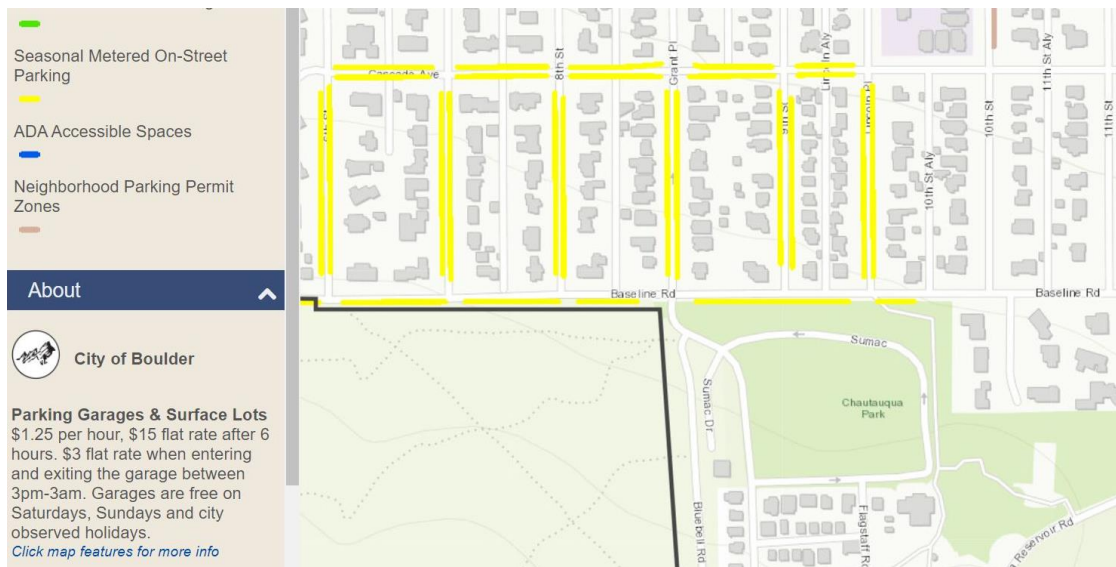 Seasonal Metered On-Street
Parking
ADA Accessible Spaces
Neighborhood Parking Permit
Zones
About
City of Boulder
Parking Garages & Surface Lots
$1.25 per hour, $15 flat rate after 6
hours. $3 flat rate when entering
and exiting the garage between
3pm-3am. Garages are free on
Saturdays, Sundays and city
observed holidays.
Click map features for more info
Cascade Ave
8th St
Grant Pl
9th St
Lincoln Pl
10th St Aly
10th St
11th St Aly
11th St
Baseline Rd
Baseline Rd
Sumac
Sumac Dr
Chautauqua
Park
Bluebell Rd
Flagstaff Rd
Reservoir Rd